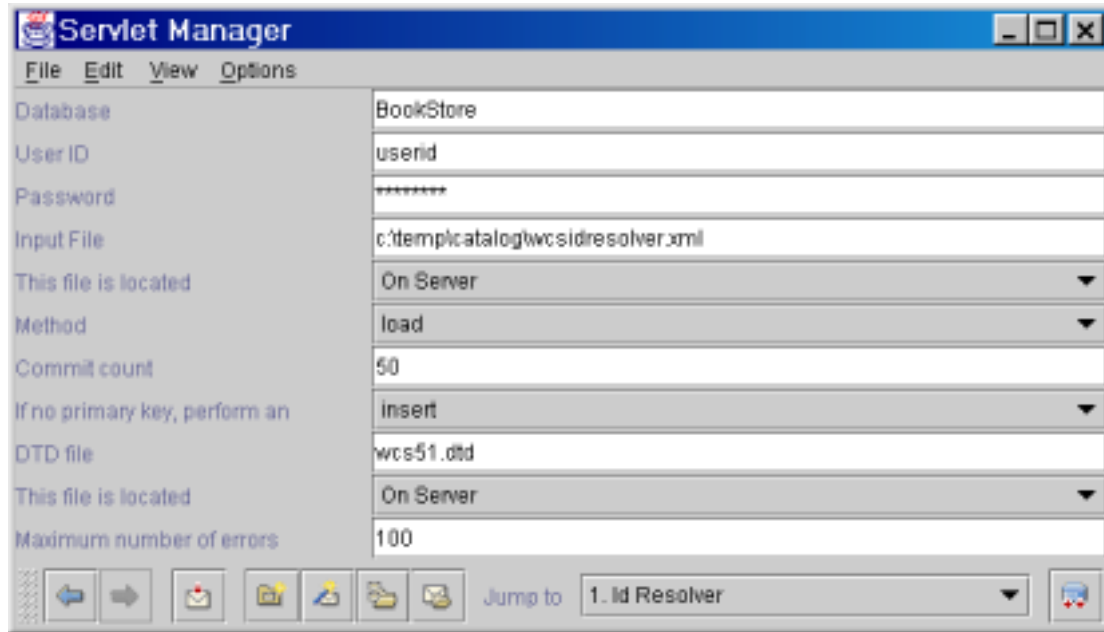 Servlet Manager
File Edit View Options
Database BookStore
User ID userid
Password ********
Input File c:\temp\catalog\wcsidresolver.xml
This file is located On Server
Method load
Commit count 50
If no primary key, perform an insert
DTD file wcs51.dtd
This file is located On Server
Maximum number of errors 100
Jump to 1. Id Resolver